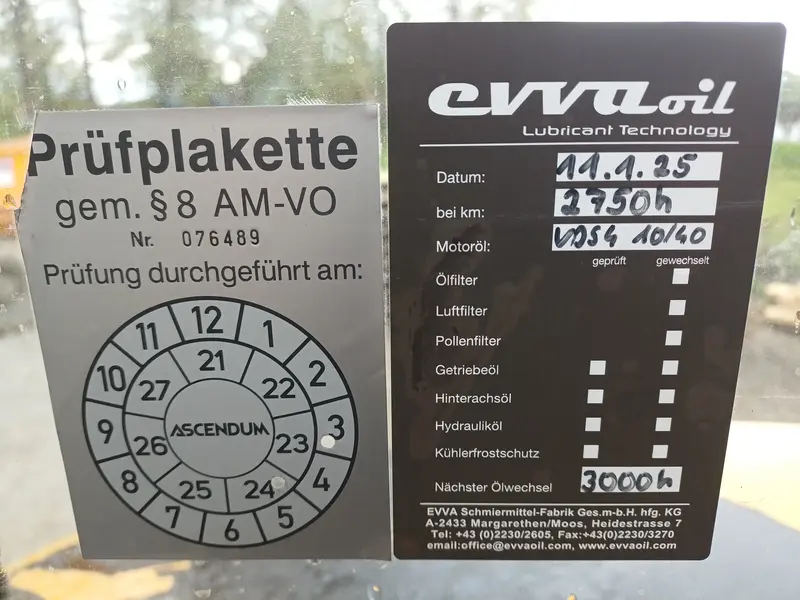 Prüfplakette
gem. § 8 AM-VO
Nr. 076489
Prüfung durchgeführt am:
12
1
2
3
4
5
6
7
8
9
10
11
21
22
23
24
25
26
27
ASCENDUM
evvaoil
Lubricant Technology
Datum: 11.1.25
bei km: 2750h
Motoröl: VDS4 10/40
geprüft gewechselt
Ölfilter
Luftfilter
Pollenfilter
Getriebeöl
Hinterachsöl
Hydrauliköl
Kühlerfrostschutz
Nächster Ölwechsel 3000h
EVVA Schmiermittel-Fabrik Ges.m-b.H. hfg. KG
A-2433 Margarethen/Moos, Heidestrasse 7
Tel: +43 (0)2230/2605, Fax:+43(0)2230/3270
email:office@evvaoil.com, www.evvaoil.com